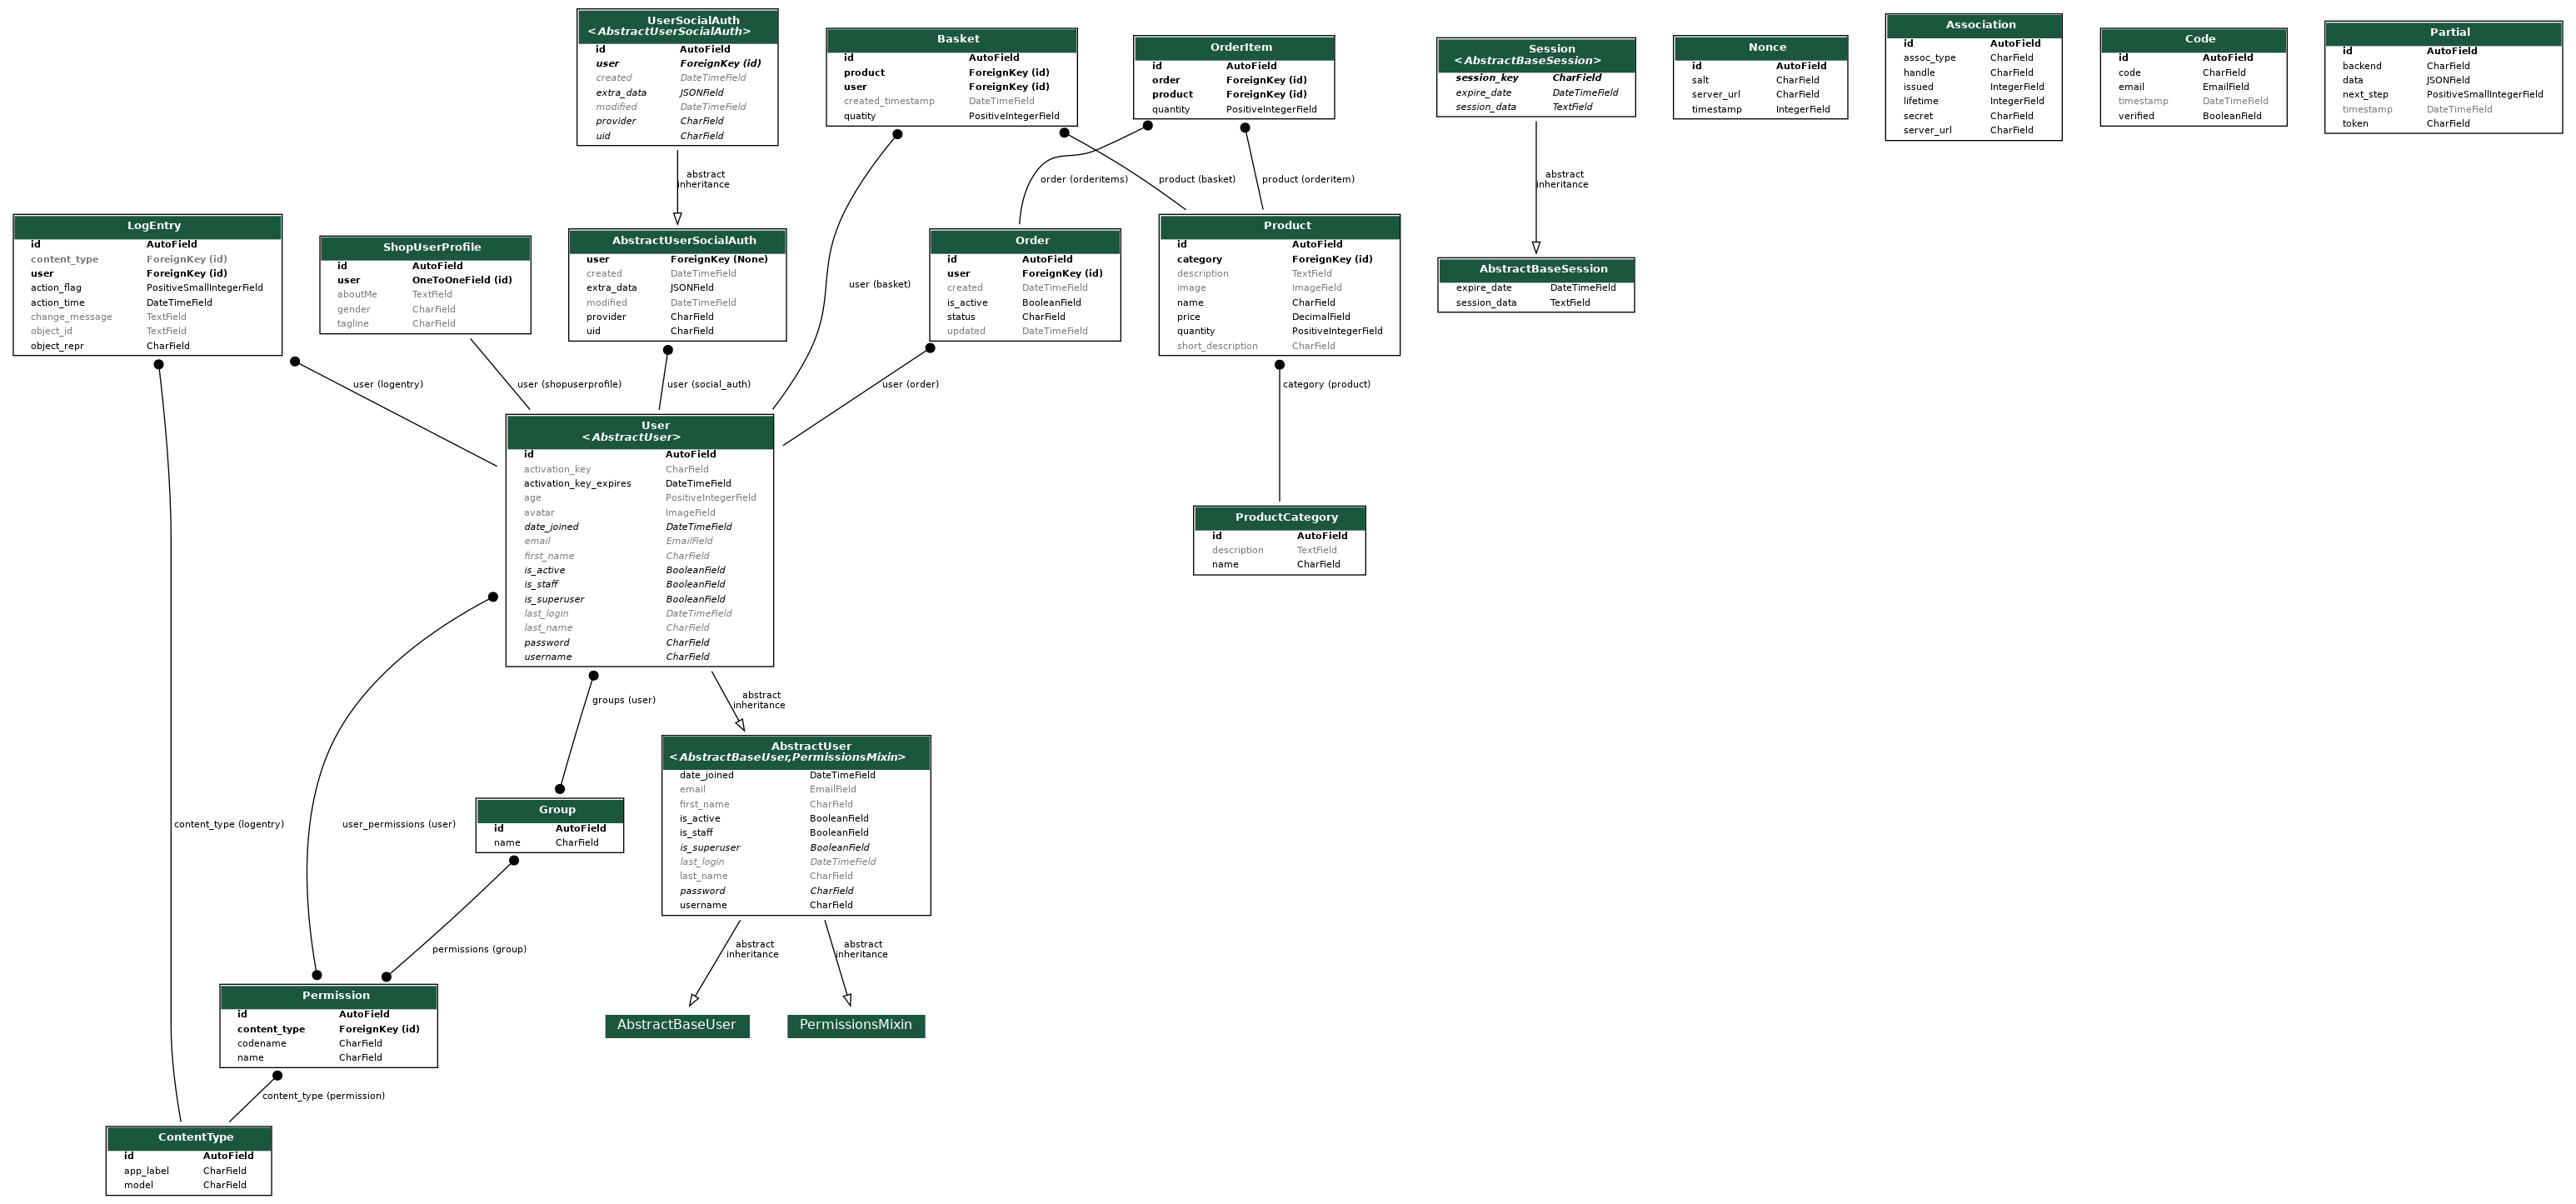 UserSocialAuth
<AbstractUserSocialAuth>
id AutoField
user ForeignKey (id)
created DateTimeField
extra_data JSONField
modified DateTimeField
provider CharField
uid CharField
Basket
id AutoField
product ForeignKey (id)
user ForeignKey (id)
created_timestamp DateTimeField
quatity PositiveIntegerField
OrderItem
id AutoField
order ForeignKey (id)
product ForeignKey (id)
quantity PositiveIntegerField
Session
<AbstractBaseSession>
session_key CharField
expire_date DateTimeField
session_data TextField
Nonce
id AutoField
salt CharField
server_url CharField
timestamp IntegerField
Association
id AutoField
assoc_type CharField
handle CharField
issued IntegerField
lifetime IntegerField
secret CharField
server_url CharField
Code
id AutoField
code CharField
email EmailField
timestamp DateTimeField
verified BooleanField
Partial
id AutoField
backend CharField
data JSONField
next_step PositiveSmallIntegerField
timestamp DateTimeField
token CharField
abstract
inheritance
order (orderitems)
product (basket)
product (orderitem)
abstract
inheritance
LogEntry
id AutoField
content_type ForeignKey (id)
user ForeignKey (id)
action_flag PositiveSmallIntegerField
action_time DateTimeField
change_message TextField
object_id TextField
object_repr CharField
ShopUserProfile
id AutoField
user OneToOneField (id)
aboutMe TextField
gender CharField
tagline CharField
AbstractUserSocialAuth
user ForeignKey (None)
created DateTimeField
extra_data JSONField
modified DateTimeField
provider CharField
uid CharField
user (basket)
Order
id AutoField
user ForeignKey (id)
created DateTimeField
is_active BooleanField
status CharField
updated DateTimeField
Product
id AutoField
category ForeignKey (id)
description TextField
image ImageField
name CharField
price DecimalField
quantity PositiveIntegerField
short_description CharField
AbstractBaseSession
expire_date DateTimeField
session_data TextField
user (logentry)
user (shopuserprofile)
user (social_auth)
user (order)
category (product)
User
<AbstractUser>
id AutoField
activation_key CharField
activation_key_expires DateTimeField
age PositiveIntegerField
avatar ImageField
date_joined DateTimeField
email EmailField
first_name CharField
is_active BooleanField
is_staff BooleanField
is_superuser BooleanField
last_login DateTimeField
last_name CharField
password CharField
username CharField
ProductCategory
id AutoField
description TextField
name CharField
groups (user)
abstract
inheritance
AbstractUser
<AbstractBaseUser,PermissionsMixin>
date_joined DateTimeField
email EmailField
first_name CharField
is_active BooleanField
is_staff BooleanField
is_superuser BooleanField
last_login DateTimeField
last_name CharField
password CharField
username CharField
content_type (logentry)
user_permissions (user)
Group
id AutoField
name CharField
permissions (group)
abstract
inheritance
abstract
inheritance
Permission
id AutoField
content_type ForeignKey (id)
codename CharField
name CharField
AbstractBaseUser
PermissionsMixin
content_type (permission)
ContentType
id AutoField
app_label CharField
model CharField